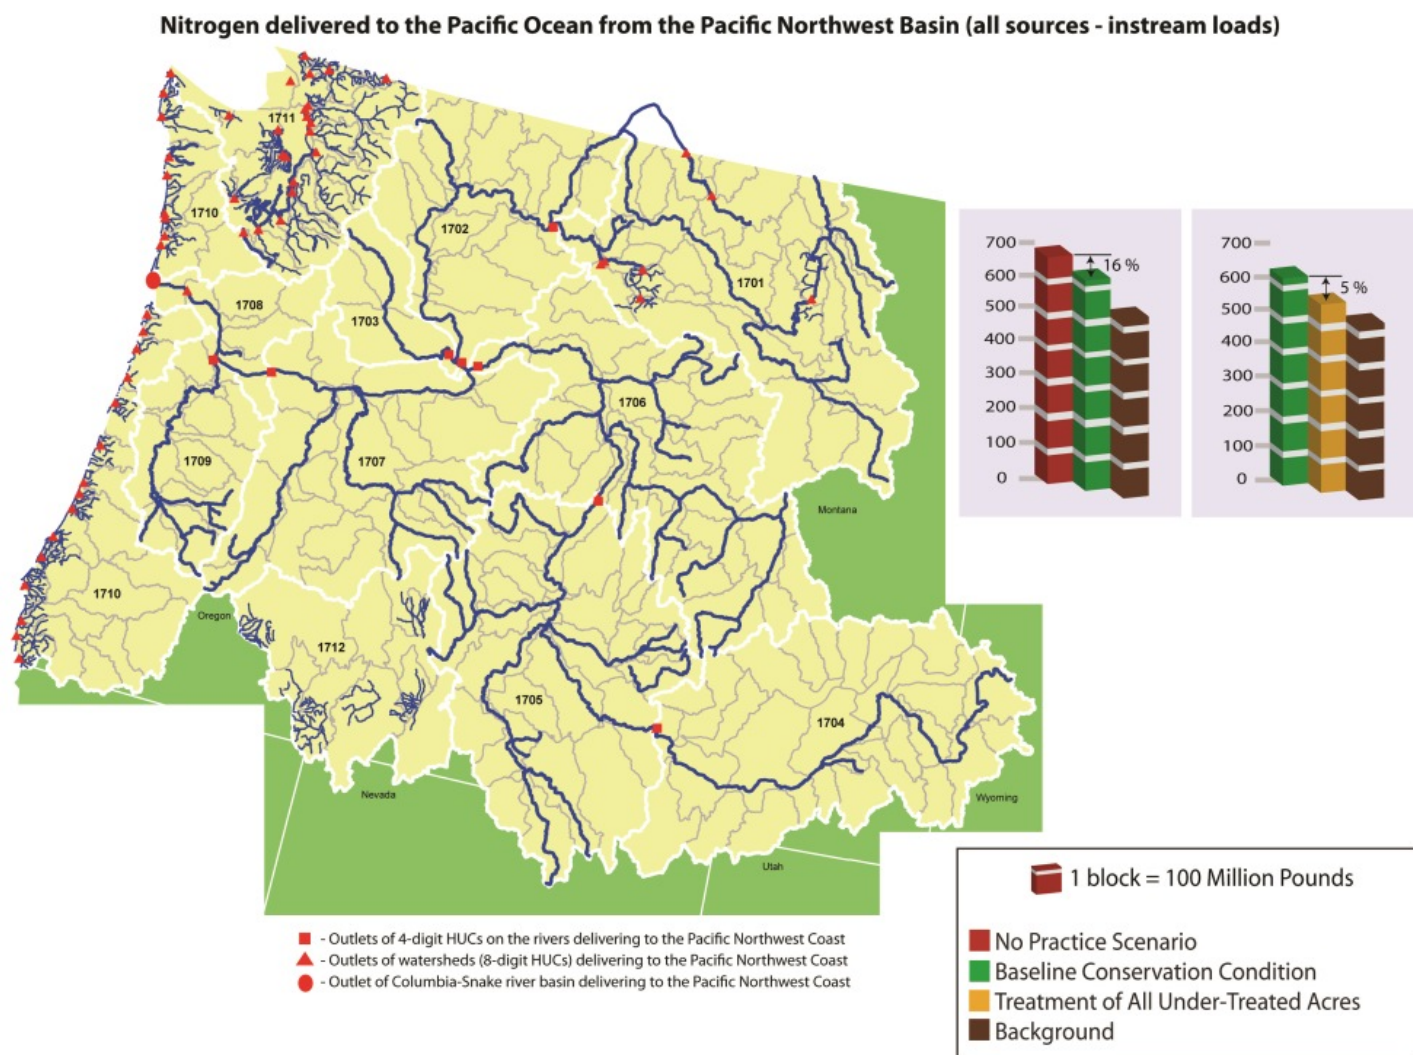 Nitrogen delivered to the Pacific Ocean from the Pacific Northwest Basin (all sources - instream loads)
1711
1710
1702
1701
1708
1703
1706
1709
1707
1710
1712
1705
1704
Montana
Oregon
Nevada
Utah
Wyoming
700
600
500
400
300
200
100
0
16 %
700
600
500
400
300
200
100
0
5 %
1 block = 100 Million Pounds
No Practice Scenario
Baseline Conservation Condition
Treatment of All Under-Treated Acres
Background
- Outlets of 4-digit HUCs on the rivers delivering to the Pacific Northwest Coast
- Outlets of watersheds (8-digit HUCs) delivering to the Pacific Northwest Coast
- Outlet of Columbia-Snake river basin delivering to the Pacific Northwest Coast